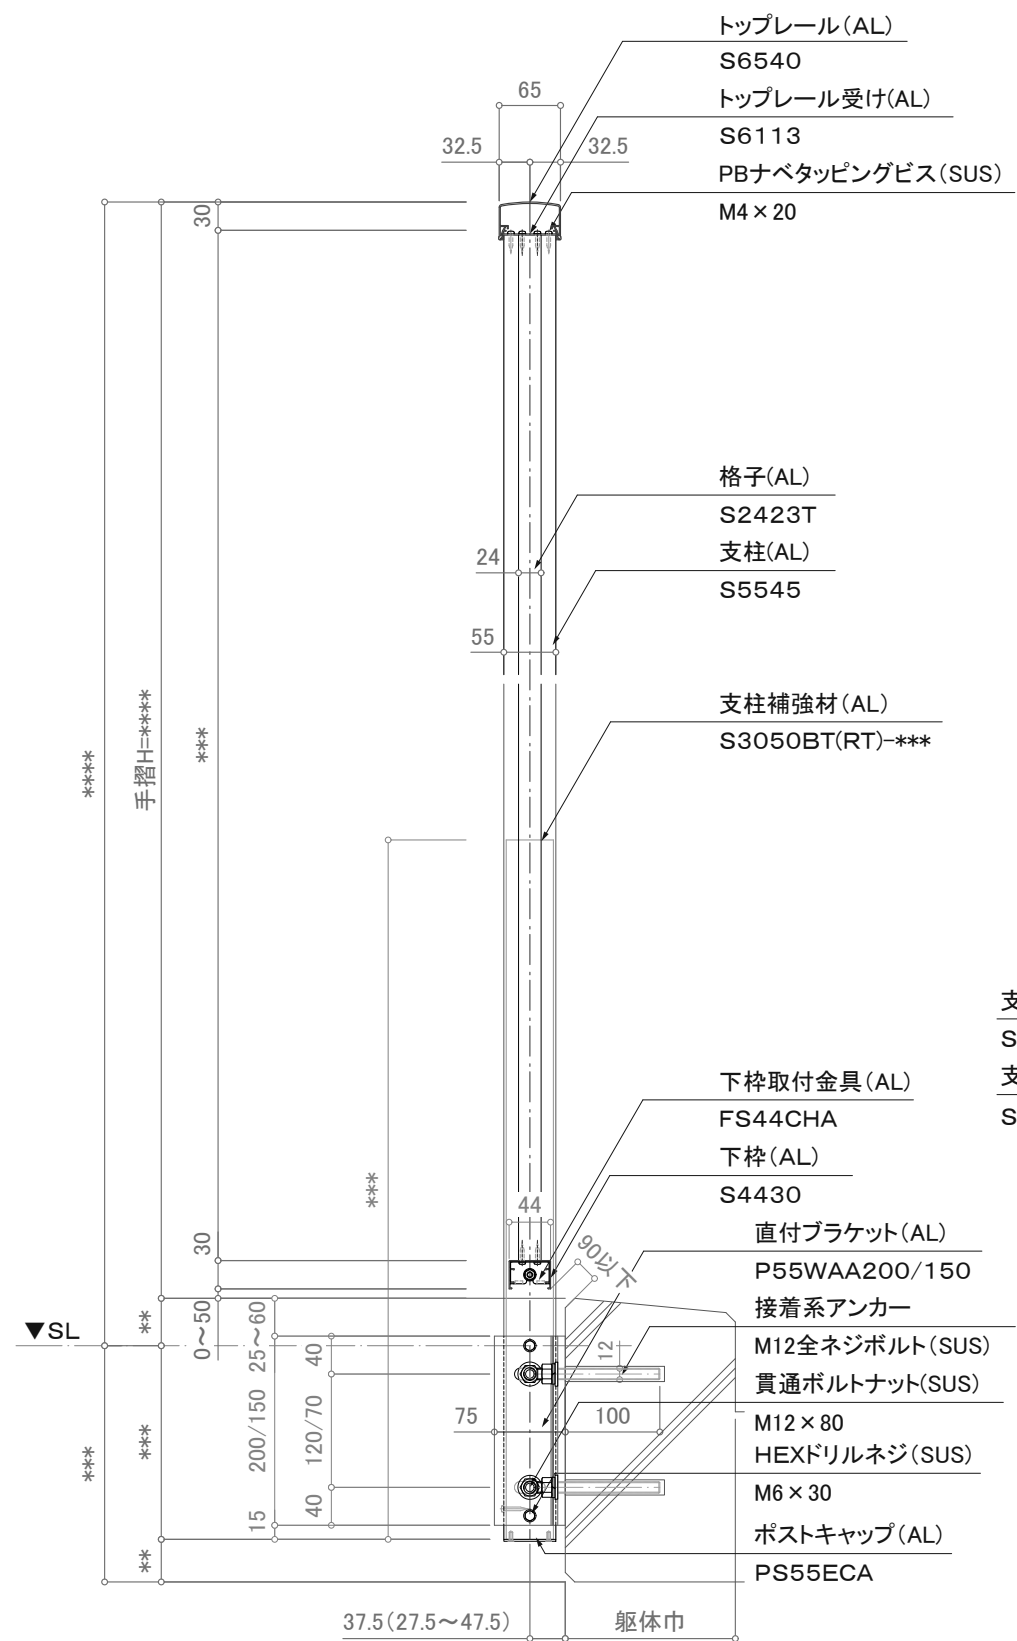 トップレール(AL)
S6540
65
トップレール受け(AL)
S6113
32.5
32.5
PBナベタッピングビス(SUS)
M4×20
30
格子(AL)
S2423T
24
支柱(AL)
S5545
55
支柱補強材(AL)
S3050BT(RT)-***
****
手摺H=****
***
***
支
S
支
S
下枠取付金具(AL)
FS44CHA
下枠(AL)
S4430
44
30
90以下
直付ブラケット(AL)
P55WAA200/150
接着系アンカー
M12全ネジボルト(SUS)
貫通ボルトナット(SUS)
M12×80
HEXドリルネジ(SUS)
M6×30
ポストキャップ(AL)
PS55ECA
▼SL
**
0~50
25~60
40
12
75
100
***
***
200/150
120/70
15
40
**
37.5(27.5~47.5)
躯体巾